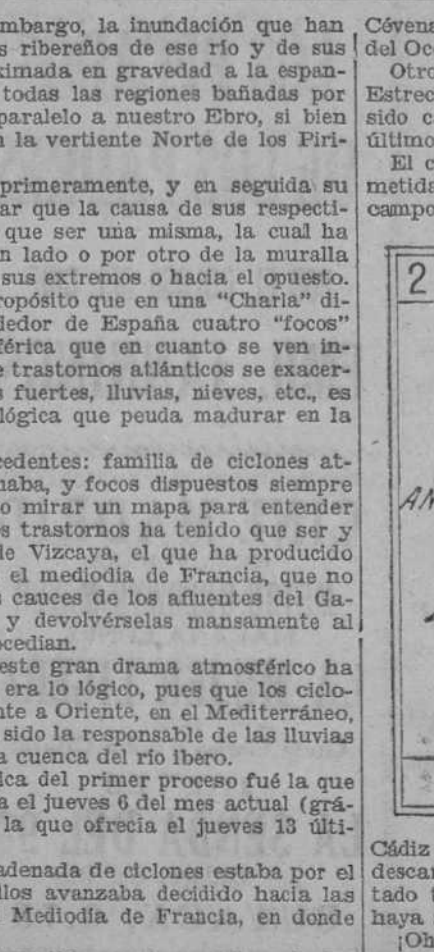 mbargo, la inundación que han
s ribereños de ese río y de sus
ximada en gravedad a la espan-
todas las regiones bañadas por
paralelo a nuestro Ebro, si bien
n la vertiente Norte de los Piri-
primeramente, y en seguida su
ar que la causa de sus respecti-
que ser una misma, la cual ha
n lado o por otro de la muralla
sus extremos o hacia el opuesto.
ropósito que en una "Charla" di-
dedor de España cuatro "focos"
férica que en cuanto se ven in-
e trastornos atlánticos se exacer-
s fuertes, lluvias, nieves, etc., es
lógica que peuda madurar en la
cedentes: familia de ciclones at-
naba, y focos dispuestos siempre
o mirar un mapa para entender
os trastornos ha tenido que ser y
de Vizcaya, el que ha producido
el mediodía de Francia, que no
s cauces de los afluentes del Ga-
y devolvérselas mansamente al
ocedían.
este gran drama atmosférico ha
era lo lógico, pues que los ciclo-
nte a Oriente, en el Mediterráneo,
sido la responsable de las lluvias
a cuenca del río ibero.
ica del primer proceso fué la que
a el jueves 6 del mes actual (grá-
la que ofrecía el jueves 13 últi-
adenada de ciclones estaba por el
llos avanzaba decidido hacia las
Mediodía de Francia, en donde
Cévena
del Oc
Otro
Estrec
sido c
último
El c
metida
campo
2
AN
Cádiz
descar
tado
haya
¡Oh